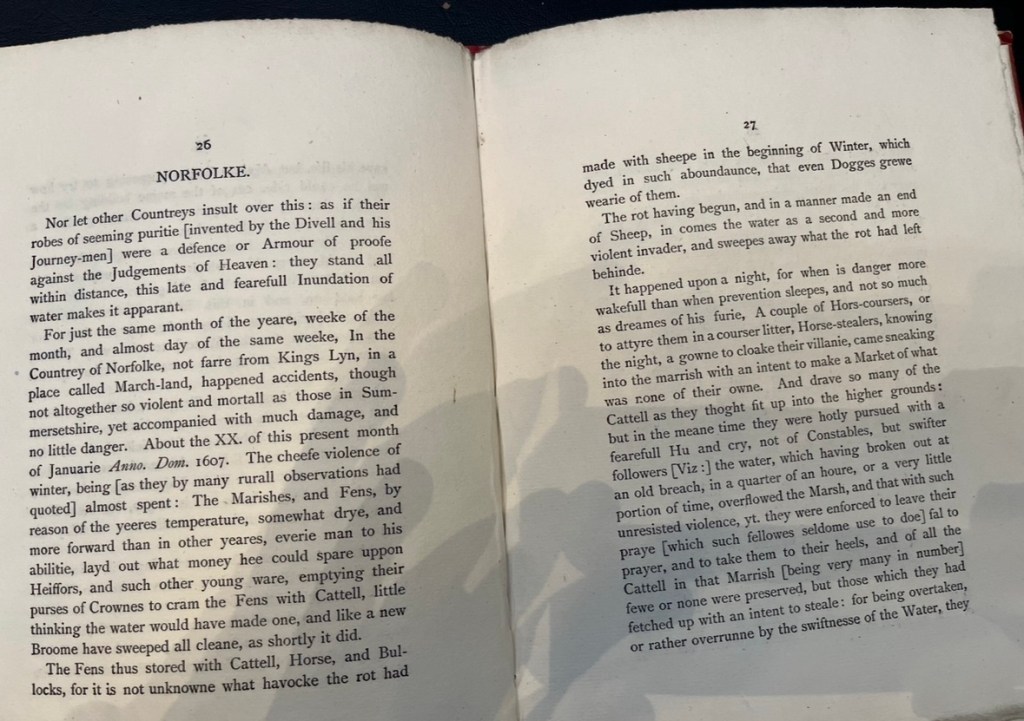 26
NORFOLKE.
Nor let other Countreys insult over this : as if their
robes of seeming puritie [invented by the Divell and his
Journey-men] were a defence or Armour of proofe
against the Judgements of Heaven : they stand all
within distance, this late and fearefull Inundation of
water makes it apparant.
For just the same month of the yeare, weeke of the
month, and almost day of the same weeke, In the
Countrey of Norfolke, not farre from Kings Lyn, in a
place called March-land, happened accidents, though
not altogether so violent and mortall as those in Sum-
mersetshire, yet accompanied with much damage, and
no little danger. About the XX. of this present month
of Januarie Anno. Dom. 1607. The cheefe violence of
winter, being [as they by many rurall observations had
quoted] almost spent : The Marishes, and Fens, by
reason of the yeeres temperature, somewhat drye, and
more forward than in other yeares, everie man to his
abilitie, layd out what money hee could spare uppon
Heiffors, and such other young ware, emptying their
purses of Crownes to cram the Fens with Cattell, little
thinking the water would have made one, and like a new
Broome have sweeped all cleane, as shortly it did.
The Fens thus stored with Cattell, Horse, and Bul-
locks, for it is not unknowne what havocke the rot had
27
made with sheepe in the beginning of Winter, which
dyed in such aboundaunce, that even Dogges grewe
wearie of them.
The rot having begun, and in a manner made an end
of Sheep, in comes the water as a second and more
violent invader, and sweepes away what the rot had left
behinde.
It happened upon a night, for when is danger more
wakefull than when prevention sleepes, and not so much
as dreames of his furie, A couple of Hors-coursers, or
to attyre them in a courser litter, Horse-stealers, knowing
the night, a gowne to cloake their villanie, came sneaking
into the marrish with an intent to make a Market of what
was none of their owne. And drave so many of the
Cattell as they thoght fit up into the higher grounds :
but in the meane time they were hotly pursued with a
fearefull Hu and cry, not of Constables, but swifter
followers [Viz :] the water, which having broken out at
an old breach, in a quarter of an houre, or a very little
portion of time, overflowed the Marsh, and that with such
unresisted violence, yt. they were enforced to leave their
praye [which such fellowes seldome use to doe] fal to
prayer, and to take them to their heels, and of all the
Cattell in that Marrish [being very many in number]
fewe or none were preserved, but those which they had
fetched up with an intent to steale : for being overtaken,
or rather overrunne by the swiftnesse of the Water, they